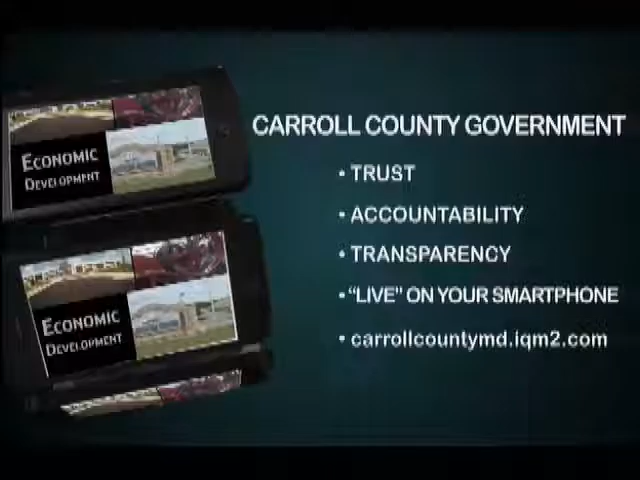 CARROLL COUNTY GOVERNMENT
• TRUST
• ACCOUNTABILITY
• TRANSPARENCY
• "LIVE" ON YOUR SMARTPHONE
• carrollcountymd.iqm2.com
ECONOMIC
DEVELOPMENT
ECONOMIC
DEVELOPMENT